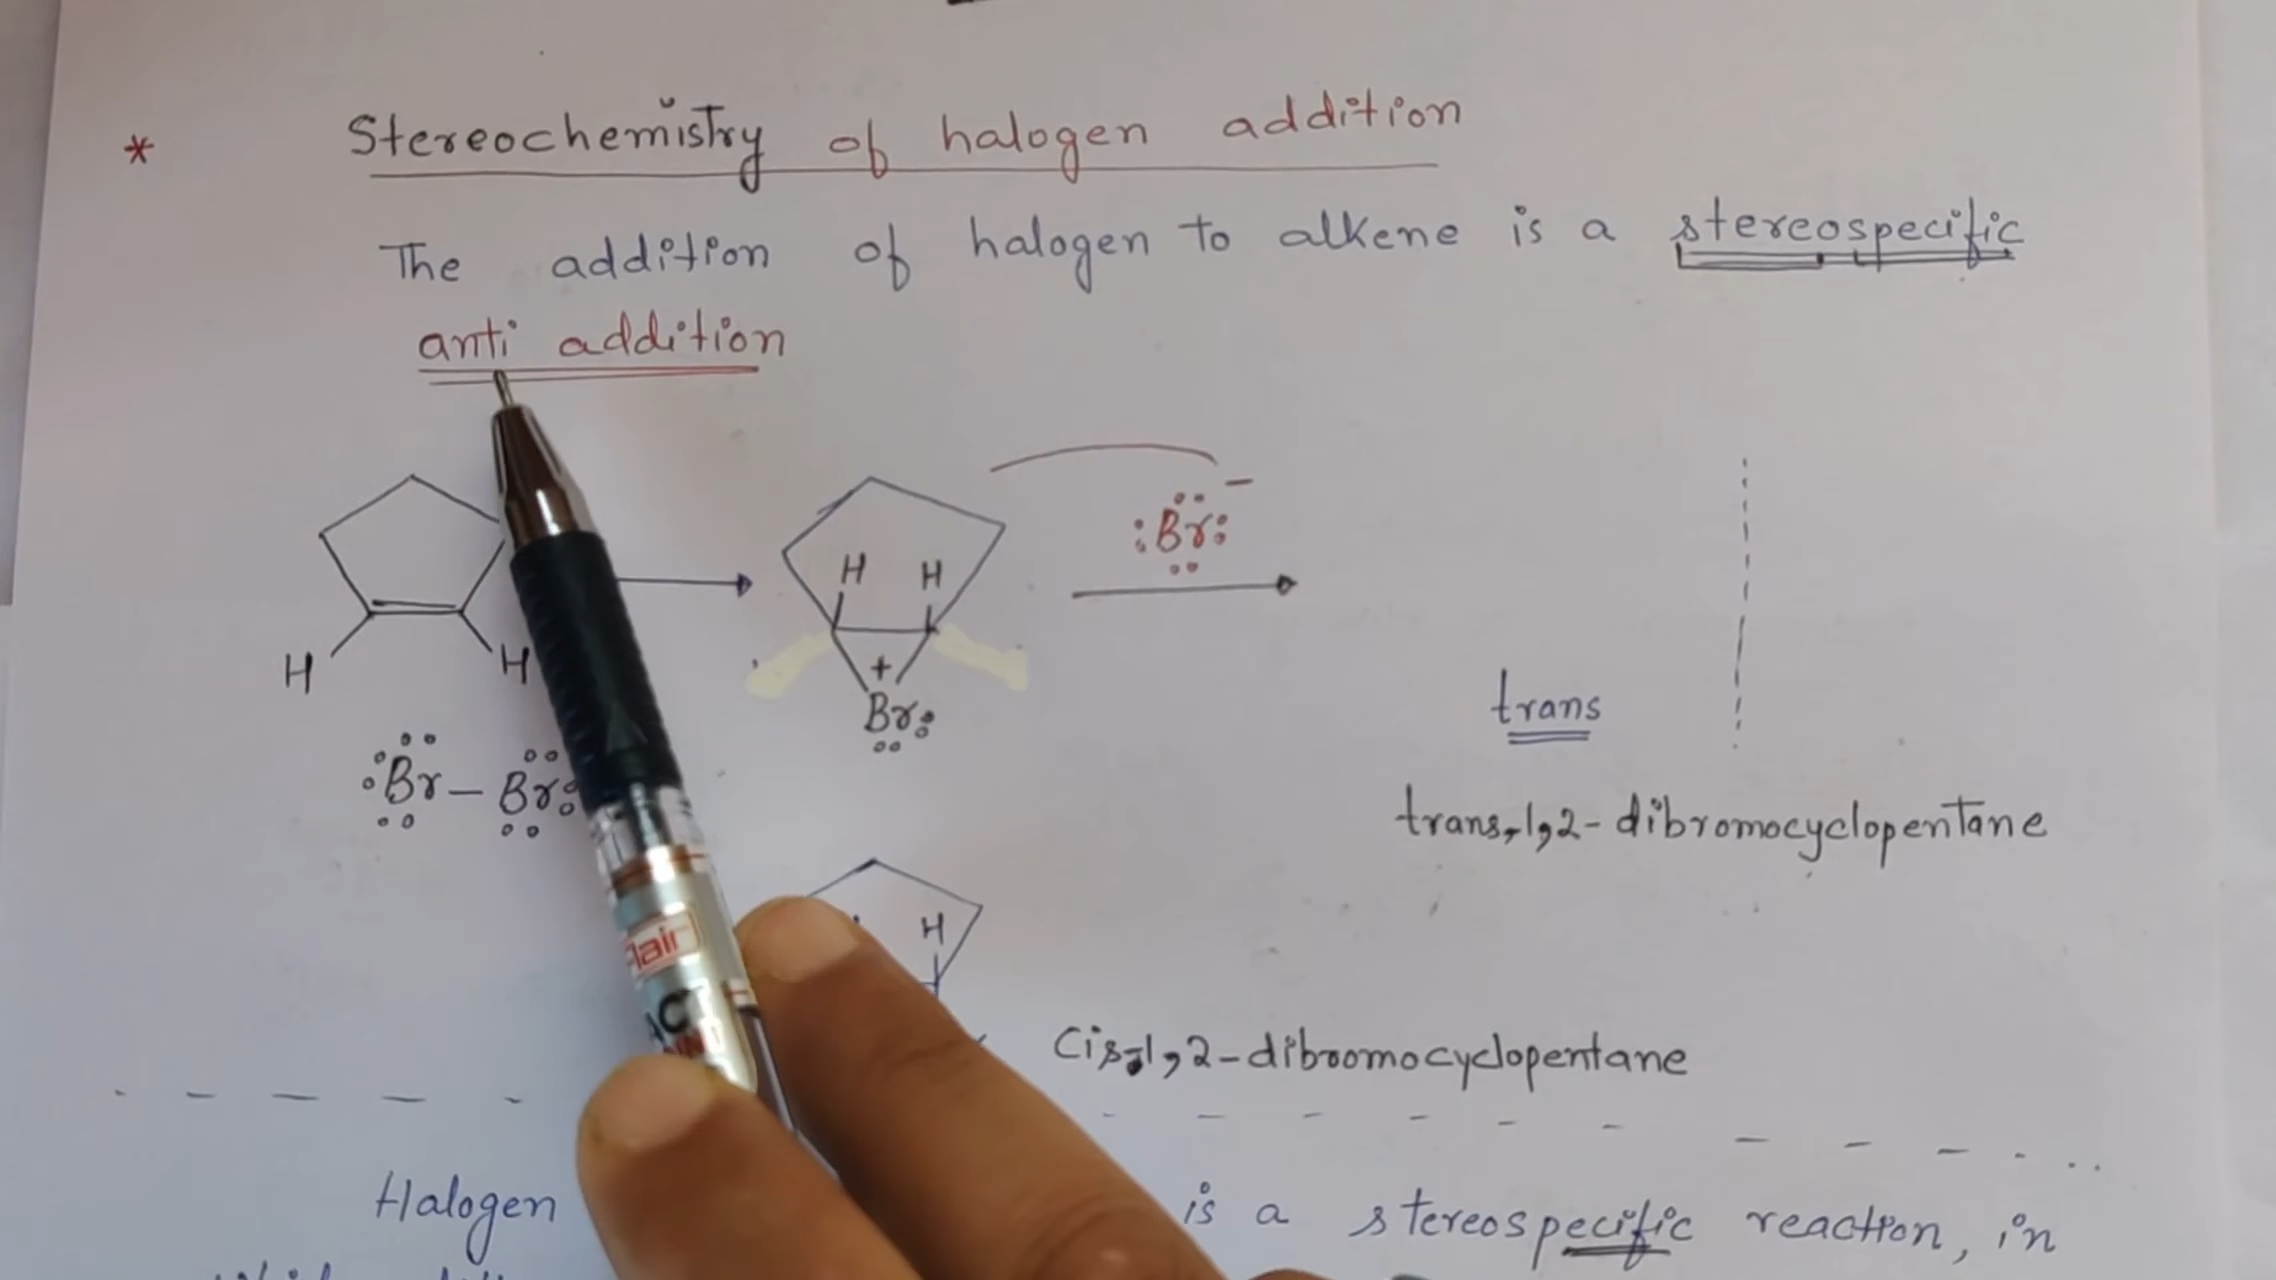 * Stereochemistry of halogen addition
The addition of halogen to alkene is a stereospecific
anti addition
:Br:
−
H H
H H
+
Br:
trans
:Br – Br:
trans-1,2-dibromocyclopentane
H
Flair
Cis-1,2-dibromocyclopentane
Halogen is a stereospecific reaction, in